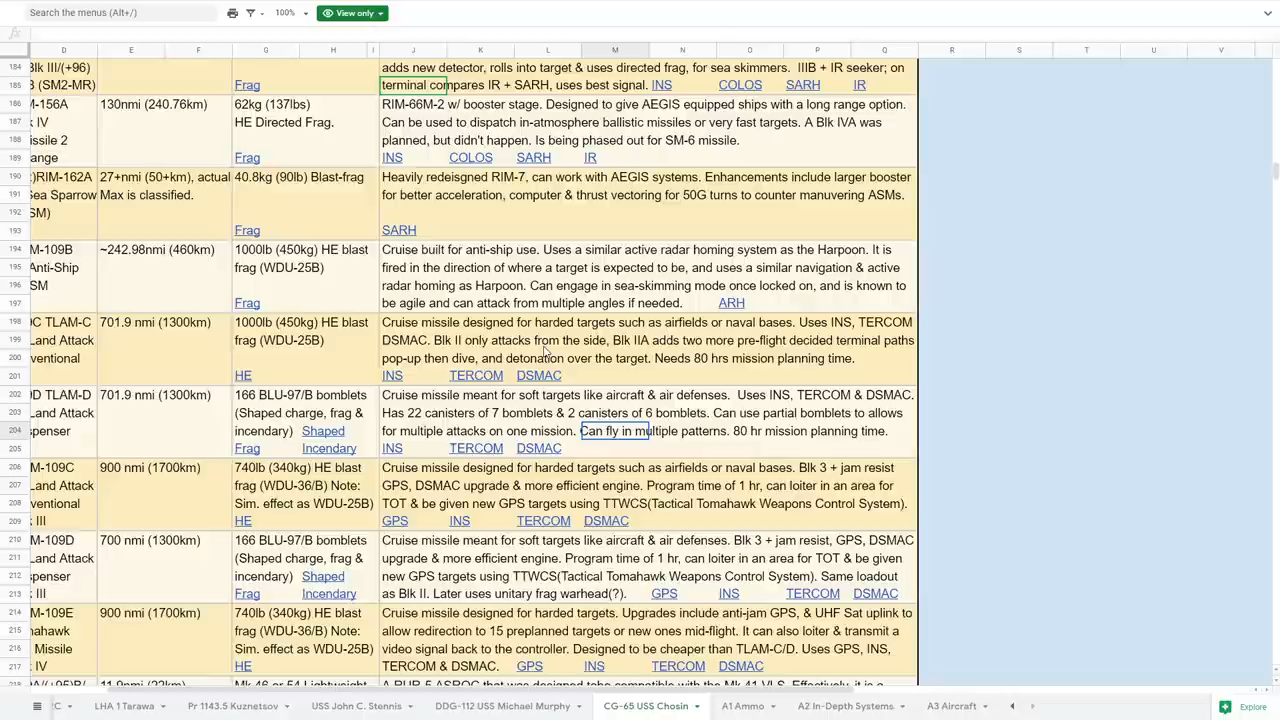 Search the menus (Alt+/)
100%
View only
fx
D E F G H I J K L M N O P Q R S T U V
184 Blk III/(+96) adds new detector, rolls into target & uses directed frag, for sea skimmers. IIIB + IR seeker; on
185 B (SM2-MR) Frag terminal compares IR + SARH, uses best signal. INS COLOS SARH IR
186 M-156A 130nmi (240.76km) 62kg (137lbs) RIM-66M-2 w/ booster stage. Designed to give AEGIS equipped ships with a long range option.
187 k IV HE Directed Frag. Can be used to dispatch in-atmosphere ballistic missiles or very fast targets. A Blk IVA was
188 issile 2 planned, but didn't happen. Is being phased out for SM-6 missile.
189 ange Frag INS COLOS SARH IR
190 )RIM-162A 27+nmi (50+km), actual 40.8kg (90lb) Blast-frag Heavily redeisgned RIM-7, can work with AEGIS systems. Enhancements include larger booster
191 Sea Sparrow Max is classified. for better acceleration, computer & thrust vectoring for 50G turns to counter manuvering ASMs.
192 SM)
193 Frag SARH
194 M-109B ~242.98nmi (460km) 1000lb (450kg) HE blast Cruise built for anti-ship use. Uses a similar active radar homing system as the Harpoon. It is
195 Anti-Ship frag (WDU-25B) fired in the direction of where a target is expected to be, and uses a similar navigation & active
196 SM radar homing as Harpoon. Can engage in sea-skimming mode once locked on, and is known to
197 Frag be agile and can attack from multiple angles if needed. ARH
198 9C TLAM-C 701.9 nmi (1300km) 1000lb (450kg) HE blast Cruise missile designed for harded targets such as airfields or naval bases. Uses INS, TERCOM
199 Land Attack frag (WDU-25B) DSMAC. Blk II only attacks from the side, Blk IIA adds two more pre-flight decided terminal paths
200 ventional pop-up then dive, and detonation over the target. Needs 80 hrs mission planning time.
201 HE INS TERCOM DSMAC
202 9D TLAM-D 701.9 nmi (1300km) 166 BLU-97/B bomblets Cruise missile meant for soft targets like aircraft & air defenses. Uses INS, TERCOM & DSMAC.
203 Land Attack (Shaped charge, frag & Has 22 canisters of 7 bomblets & 2 canisters of 6 bomblets. Can use partial bomblets to allows
204 spenser incendiary) Shaped for multiple attacks on one mission. Can fly in multiple patterns. 80 hr mission planning time.
205 Frag Incendary INS TERCOM DSMAC
206 M-109C 900 nmi (1700km) 740lb (340kg) HE blast Cruise missile designed for harded targets such as airfields or naval bases. Blk 3 + jam resist
207 Land Attack frag (WDU-36/B) Note: GPS, DSMAC upgrade & more efficient engine. Program time of 1 hr, can loiter in an area for
208 ventional Sim. effect as WDU-25B) TOT & be given new GPS targets using TTWCS(Tactical Tomahawk Weapons Control System).
209 k III HE GPS INS TERCOM DSMAC
210 M-109D 700 nmi (1300km) 166 BLU-97/B bomblets Cruise missile meant for soft targets like aircraft & air defenses. Blk 3 + jam resist, GPS, DSMAC
211 Land Attack (Shaped charge, frag & upgrade & more efficient engine. Program time of 1 hr, can loiter in an area for TOT & be given
212 spenser incendary) Shaped new GPS targets using TTWCS(Tactical Tomahawk Weapons Control System). Same loadout
213 k III Frag Incendary as Blk II. Later uses unitary frag warhead(?). GPS INS TERCOM DSMAC
214 M-109E 900 nmi (1700km) 740lb (340kg) HE blast Cruise missile designed for harded targets. Upgrades include anti-jam GPS, & UHF Sat uplink to
215 nahawk frag (WDU-36/B) Note: allow redirection to 15 preplanned targets or new ones mid-flight. It can also loiter & transmit a
216 Missile Sim. effect as WDU-25B) video signal back to the controller. Designed to be cheaper than TLAM-C/D. Uses GPS, INS,
217 k IV HE TERCOM & DSMAC. GPS INS TERCOM DSMAC
LHA 1 Tarawa Pr 1143.5 Kuznetsov USS John C. Stennis DDG-112 USS Michael Murphy CG-65 USS Chosin A1 Ammo A2 In-Depth Systems A3 Aircraft Explore